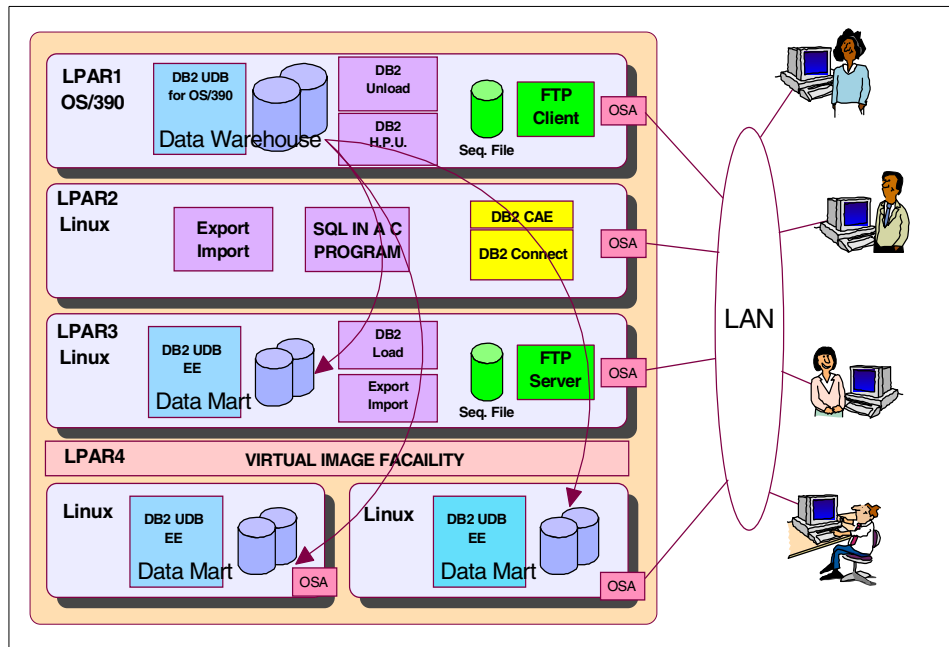 LPAR1
OS/390
DB2 UDB
for OS/390
Data Warehouse
DB2
Unload
DB2
H.P.U.
Seq. File
FTP
Client
OSA
LPAR2
Linux
Export
Import
SQL IN A C
PROGRAM
DB2 CAE
DB2 Connect
OSA
LAN
LPAR3
Linux
DB2 UDB
EE
Data Mart
DB2
Load
Export
Import
Seq. File
FTP
Server
OSA
LPAR4
VIRTUAL IMAGE FACAILITY
Linux
DB2 UDB
EE
Data Mart
OSA
Linux
DB2 UDB
EE
Data Mart
OSA